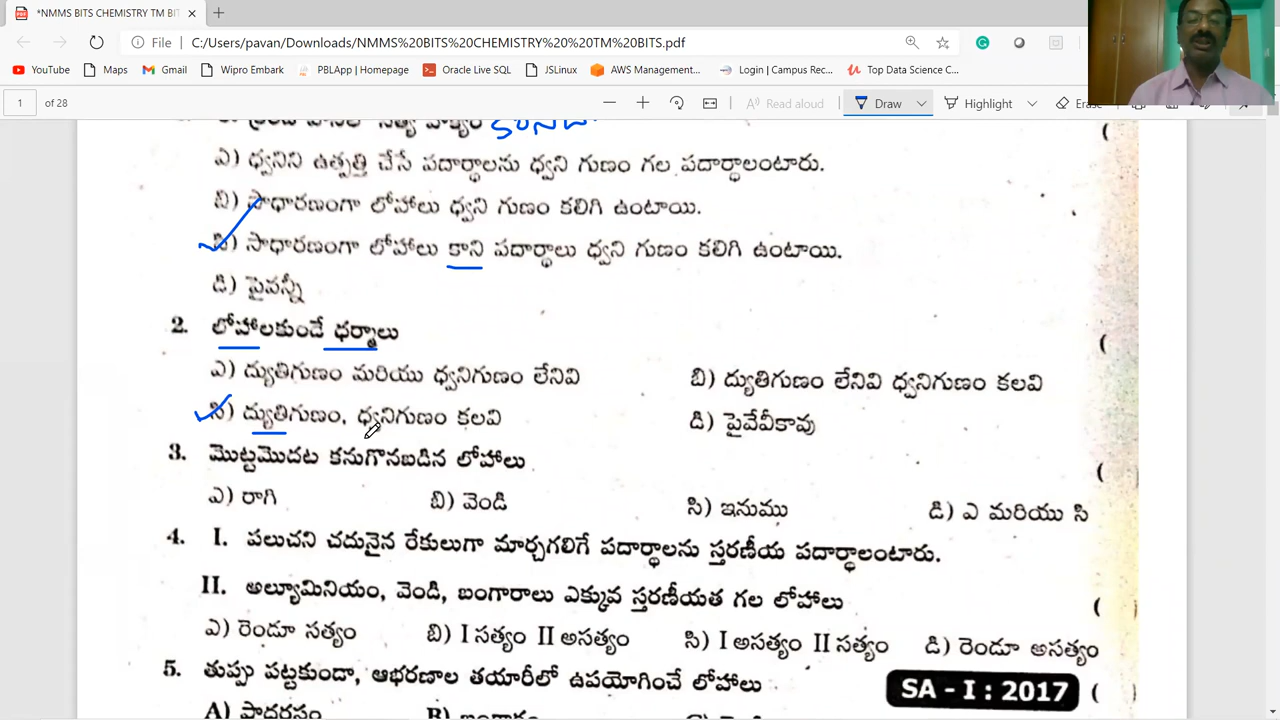 *NMMS BITS CHEMISTRY TM BIT
File C:/Users/pavan/Downloads/NMMS%20BITS%20CHEMISTRY%20%20TM%20BITS.pdf
YouTube Maps Gmail Wipro Embark PBLApp | Homepage Oracle Live SQL JSLinux AWS Management... Login | Campus Rec... Top Data Science C...
1 of 28 Read aloud Draw Highlight Erase
సత్య వాక్యం కానిది
ఎ) ధ్వనిని ఉత్పత్తి చేసే పదార్థాలను ధ్వని గుణం గల పదార్థాలంటారు.
బి) సాధారణంగా లోహాలు ధ్వని గుణం కలిగి ఉంటాయి.
సి) సాధారణంగా లోహాలు కాని పదార్థాలు ధ్వని గుణం కలిగి ఉంటాయి.
డి) పైవన్నీ
2. లోహాలకుండే ధర్మాలు (
ఎ) ద్యుతిగుణం మరియు ధ్వనిగుణం లేనివి బి) ద్యుతిగుణం లేనివి ధ్వనిగుణం కలవి
సి) ద్యుతిగుణం, ధ్వనిగుణం కలవి డి) పైవేవీకావు
3. మొట్టమొదట కనుగొనబడిన లోహాలు (
ఎ) రాగి బి) వెండి సి) ఇనుము డి) ఎ మరియు సి
4. I. పలుచని చదునైన రేకులుగా మార్చగలిగే పదార్థాలను స్తరణీయ పదార్థాలంటారు.
II. అల్యూమినియం, వెండి, బంగారాలు ఎక్కువ స్తరణీయత గల లోహాలు (
ఎ) రెండూ సత్యం బి) I సత్యం II అసత్యం సి) I అసత్యం II సత్యం డి) రెండూ అసత్యం
5. తుప్పు పట్టకుండా, ఆభరణాల తయారీలో ఉపయోగించే లోహాలు SA - I : 2017 (
A) పాదరసం B) బంగారం